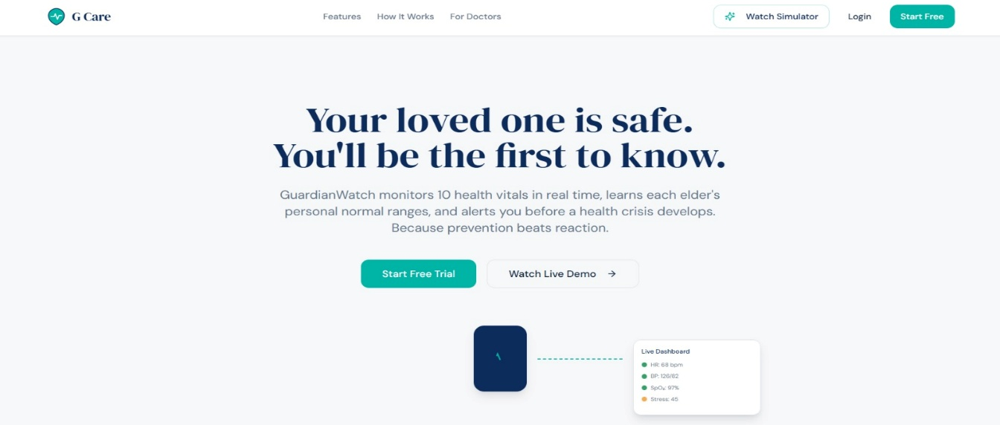 G Care
Features
How It Works
For Doctors
Watch Simulator
Login
Start Free
Your loved one is safe.
You'll be the first to know.
GuardianWatch monitors 10 health vitals in real time, learns each elder's
personal normal ranges, and alerts you before a health crisis develops.
Because prevention beats reaction.
Start Free Trial
Watch Live Demo →
Live Dashboard
HR: 68 bpm
BP: 126/82
SpO₂: 97%
Stress: 45